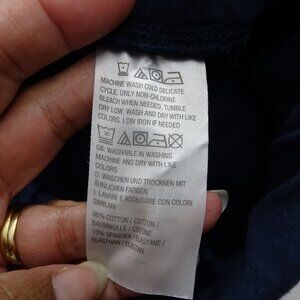 MACHINE WASH COLD DELICATE
CYCLE. ONLY NON-CHLORINE
BLEACH WHEN NEEDED, TUMBLE
DRY LOW. WASH AND DRY WITH LIKE
COLORS. LOW IRON IF NEEDED
30
GB: WASHABLE IN WASHING
MACHINE AND DRY WITH LIKE
COLORS
D: WASCHEN UND TROCKNEN MIT
ÄHNLICHEN FARBEN
I: LAVARE E ASCIUGARE CON COLORI
SIMILARI
90% COTTON / COTTON /
BAUMWOLLE / COTONE
10% SPANDEX / BASTANE /
ELASTHAN / ELASTAN